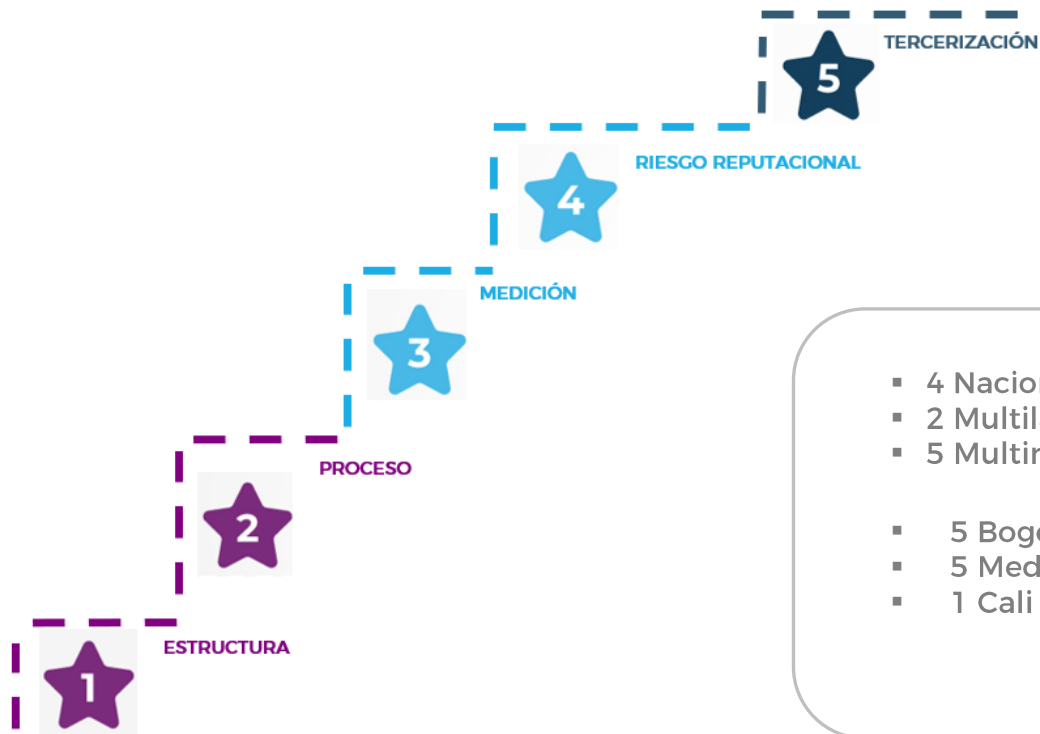 5
TERCERIZACIÓN
4
RIESGO REPUTACIONAL
3
MEDICIÓN
2
PROCESO
1
ESTRUCTURA
▪ 4
▪ 2
▪ 5
▪ 5
▪ 5
▪ 1 Cali